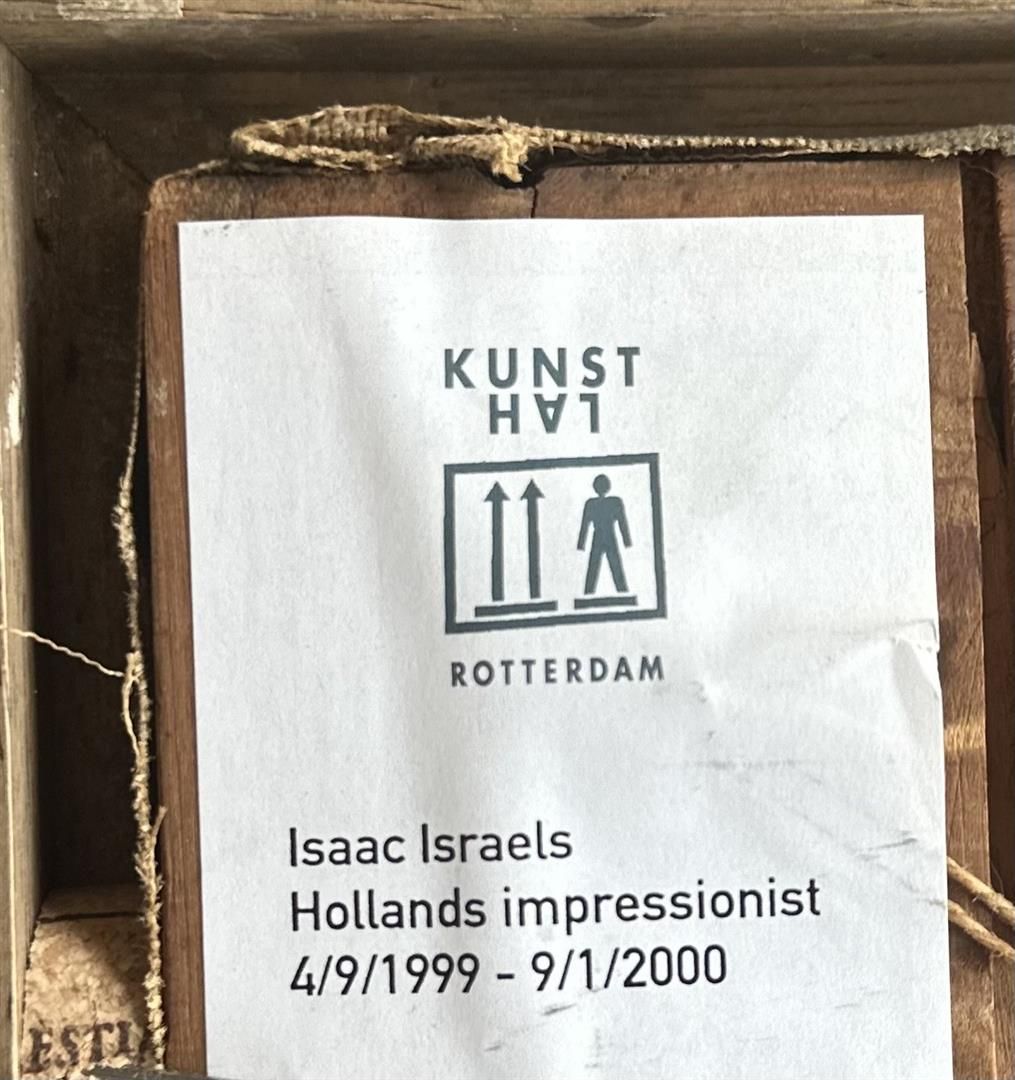 KUNST
HAL
ROTTERDAM
Isaac Israels
Hollands impressionist
4/9/1999 - 9/1/2000